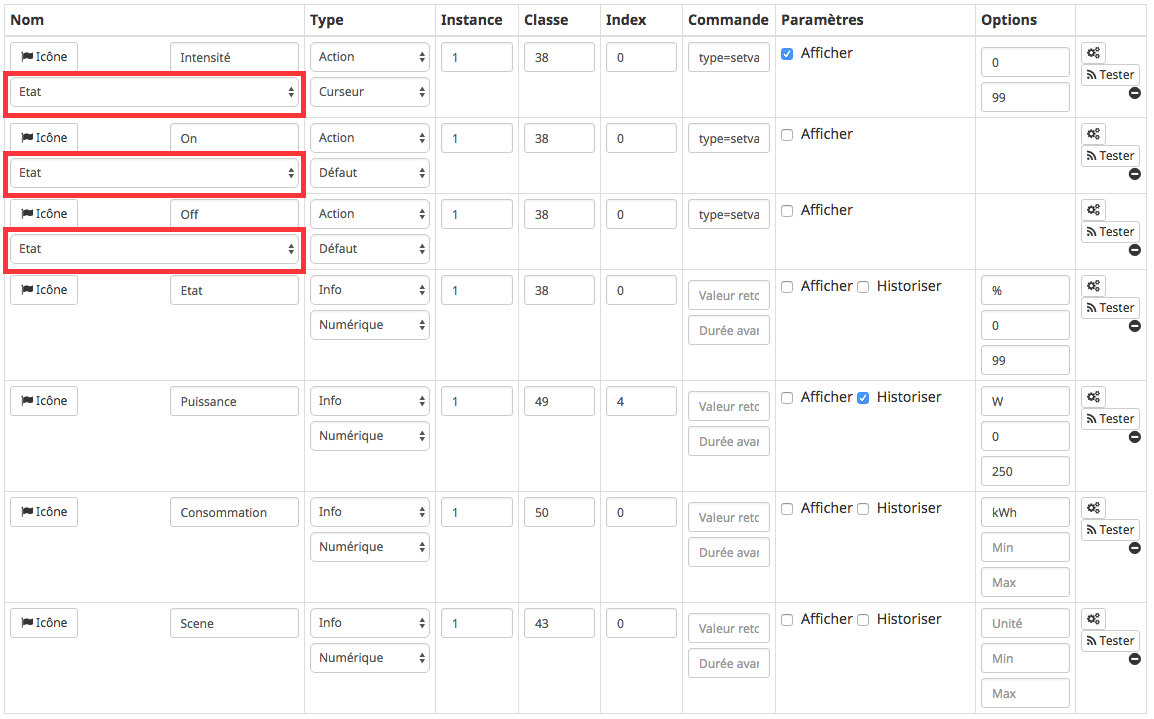 Nom Type Instance Classe Index Commande Paramètres Options
Icône Intensité Action 1 38 0 type=setva Afficher 0
Etat Curseur 99 Tester
Icône On Action 1 38 0 type=setva Afficher
Etat Défaut Tester
Icône Off Action 1 38 0 type=setva Afficher
Etat Défaut Tester
Icône Etat Info 1 38 0 Valeur retc Afficher Historiser %
Numérique Durée avar 0 Tester
99
Icône Puissance Info 1 49 4 Valeur retc Afficher Historiser W
Numérique Durée avar 0 Tester
250
Icône Consommation Info 1 50 0 Valeur retc Afficher Historiser kWh
Numérique Durée avar Min Tester
Max
Icône Scene Info 1 43 0 Valeur retc Afficher Historiser Unité
Numérique Durée avar Min Tester
Max